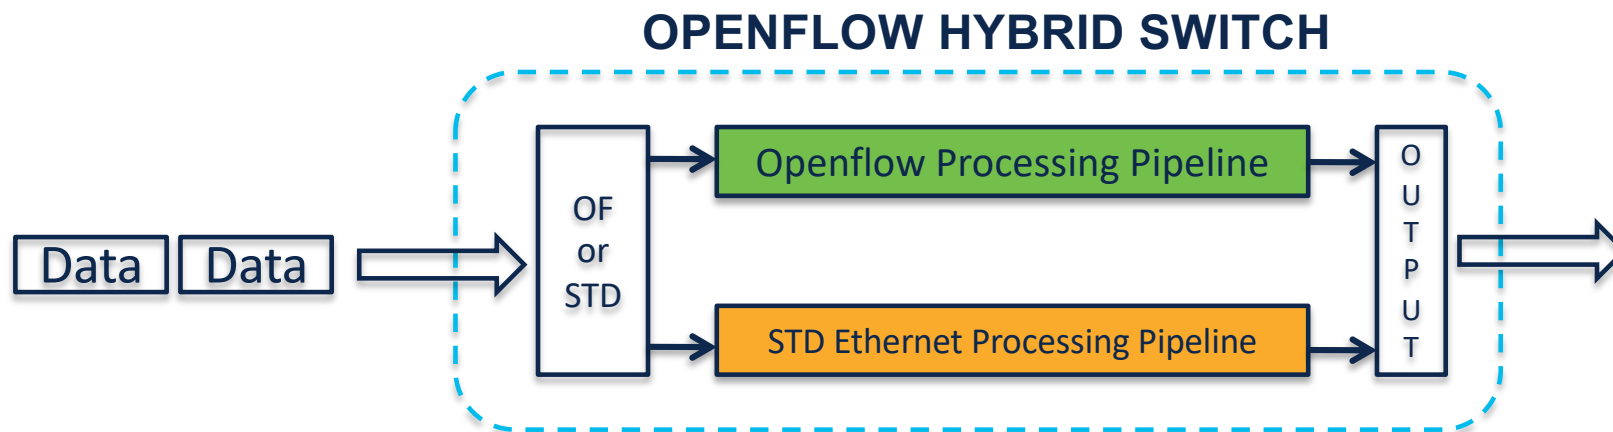 OPENFLOW HYBRID SWITCH
Data
Data
OF
or
STD
Openflow Processing Pipeline
STD Ethernet Processing Pipeline
O
U
T
P
U
T